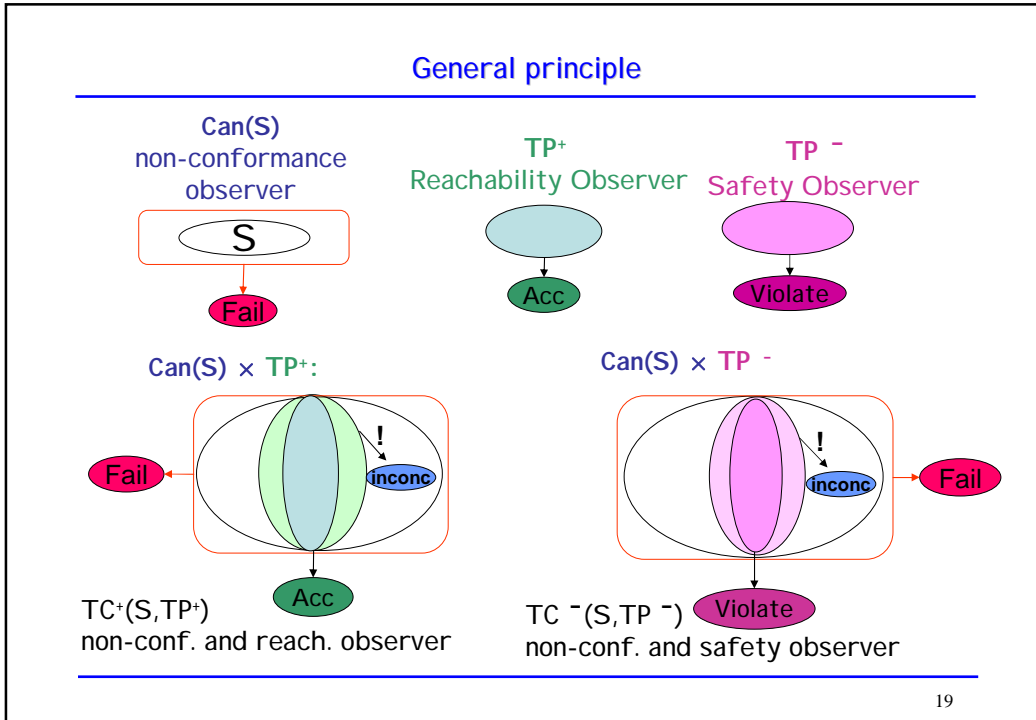 General principle
Can(S)
non-conformance
observer
S
Fail
TP⁺
Reachability Observer
Acc
TP ⁻
Safety Observer
Violate
Can(S) × TP⁺:
Fail
!
inconc
Acc
TC⁺(S,TP⁺)
non-conf. and reach. observer
Can(S) × TP ⁻
!
inconc
Fail
Violate
TC ⁻(S,TP ⁻)
non-conf. and safety observer
19